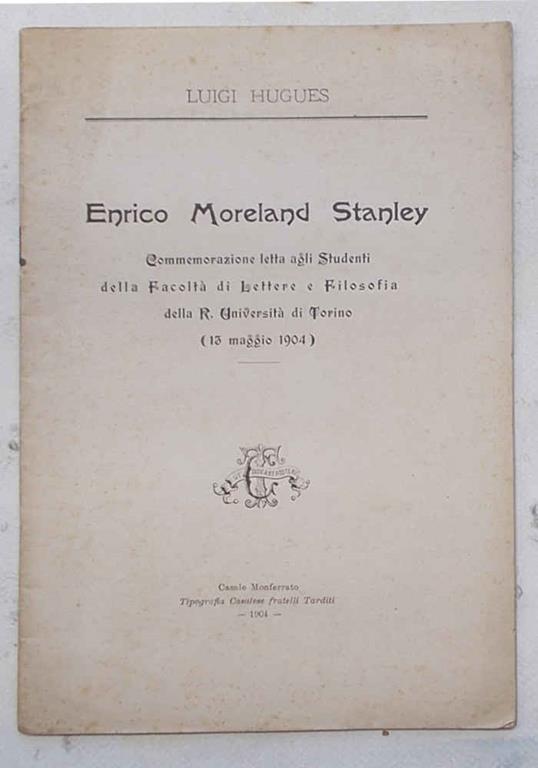 LUIGI HUGUES
Enrico Moreland Stanley
Commemorazione letta agli Studenti
della Facoltà di Lettere e Filosofia
della R. Università di Torino
(13 maggio 1904)
Casale Monferrato
Tipografia Casalese fratelli Tarditi
— 1904 —